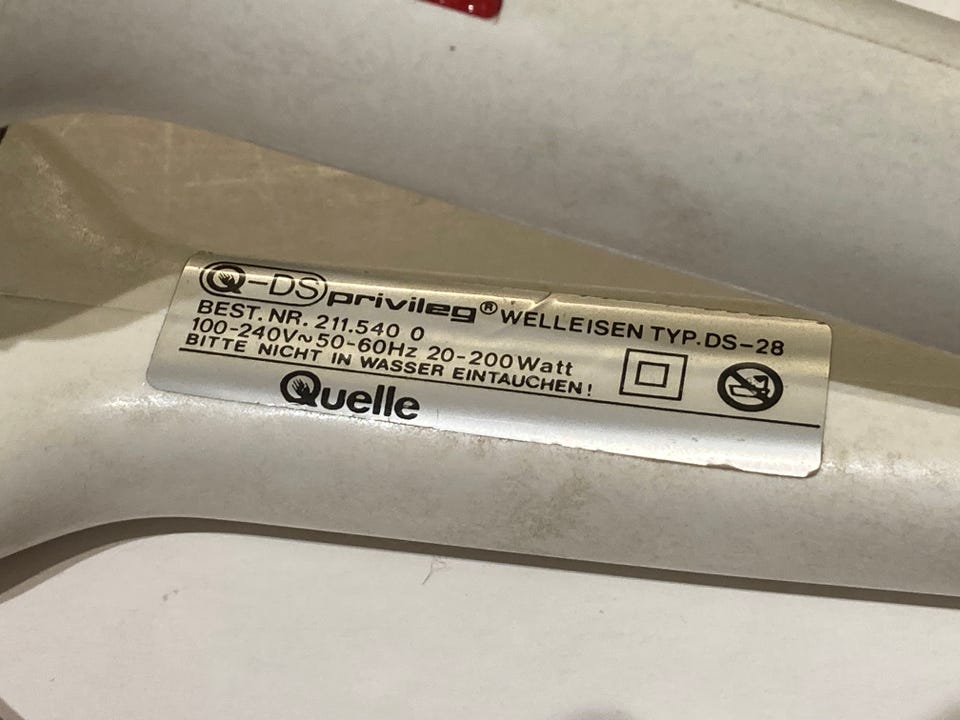 Q-DS privileg® WELLEISEN TYP.DS-28
BEST. NR. 211.540 0
100-240V~50-60Hz 20-200Watt
BITTE NICHT IN WASSER EINTAUCHEN!
Quelle